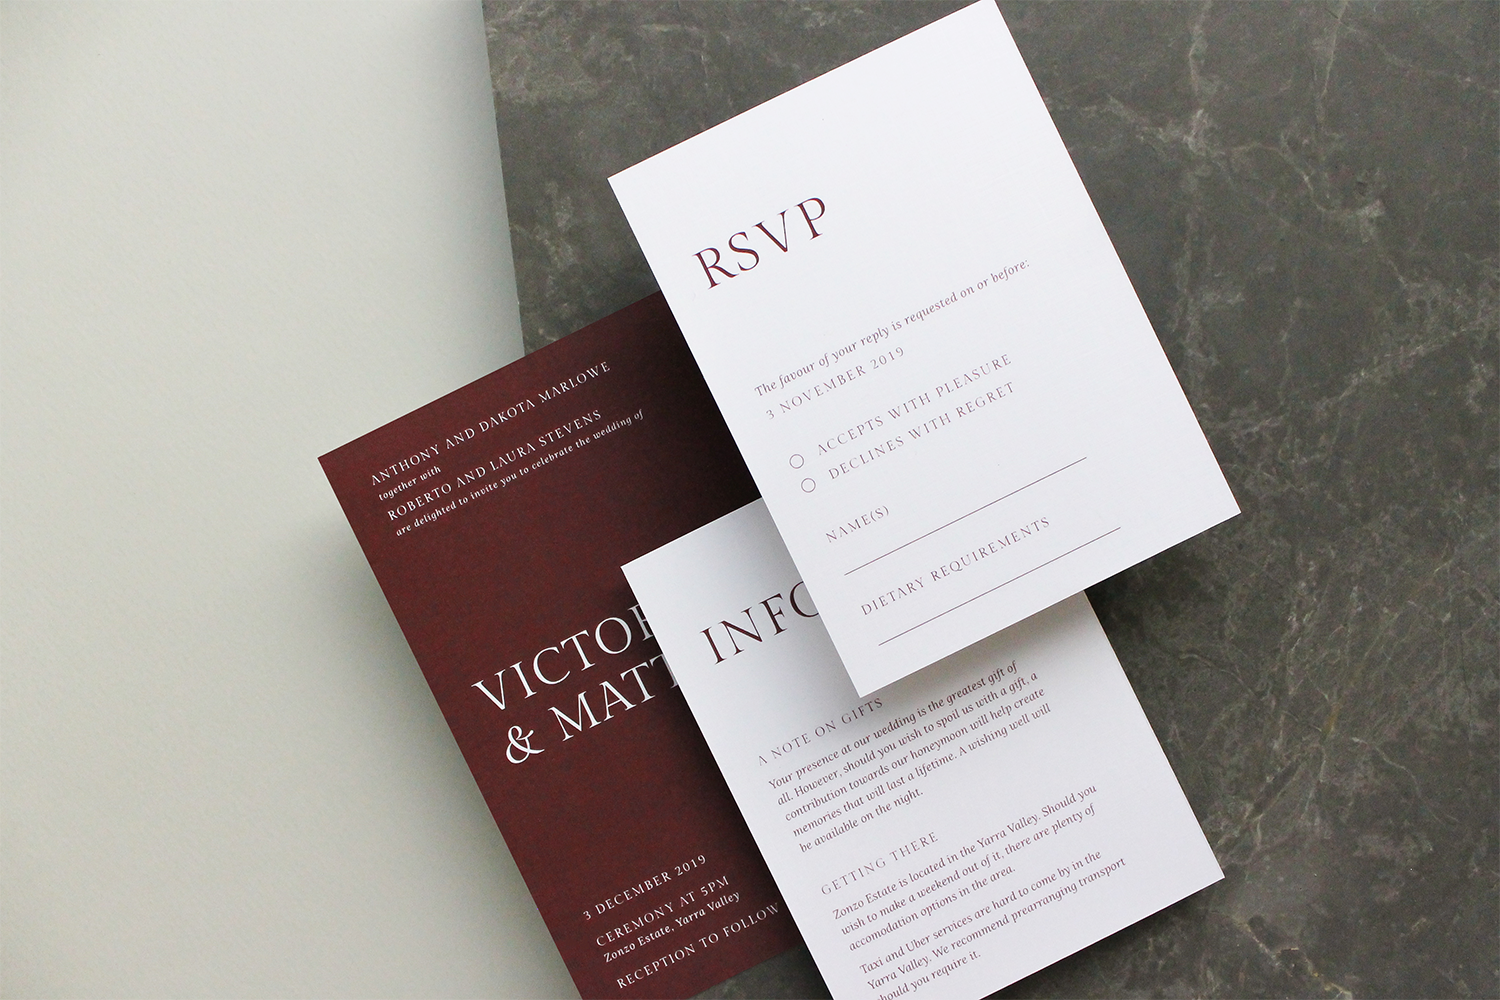 RSVP
The favour of your reply is requested on or before:
3 NOVEMBER 2019
ACCEPTS WITH PLEASURE
DECLINES WITH REGRET
NAME(S)
DIETARY REQUIREMENTS
ANTHONY AND DAKOTA MARLOWE
together with
ROBERTO AND LAURA STEVENS
are delighted to invite you to celebrate the wedding of
VICTOR
& MATT
3 DECEMBER 2019
CEREMONY AT 5PM
Zonzo Estate, Yarra Valley
RECEPTION TO FOLLOW
INFO
A NOTE ON GIFTS
Your presence at our wedding is the greatest gift of
all. However, should you wish to spoil us with a gift, a
contribution towards our honeymoon will help create
memories that will last a lifetime. A wishing well will
be available on the night.
GETTING THERE
Zonzo Estate is located in the Yarra Valley. Should you
wish to make a weekend out of it, there are plenty of
accomodation options in the area.
Taxi and Uber services are hard to come by in the
Yarra Valley. We recommend prearranging transport
should you require it.